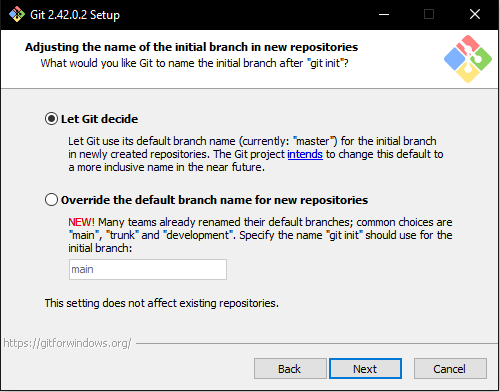 Git 2.42.0.2 Setup
Adjusting the name of the initial branch in new repositories
What would you like Git to name the initial branch after "git init"?
Let Git decide
Let Git use its default branch name (currently: "master") for the initial branch
in newly created repositories. The Git project intends to change this default to
a more inclusive name in the near future.
Override the default branch name for new repositories
NEW! Many teams already renamed their default branches; common choices are
"main", "trunk" and "development". Specify the name "git init" should use for the
initial branch:
main
This setting does not affect existing repositories.
https://gitforwindows.org/
Back Next Cancel